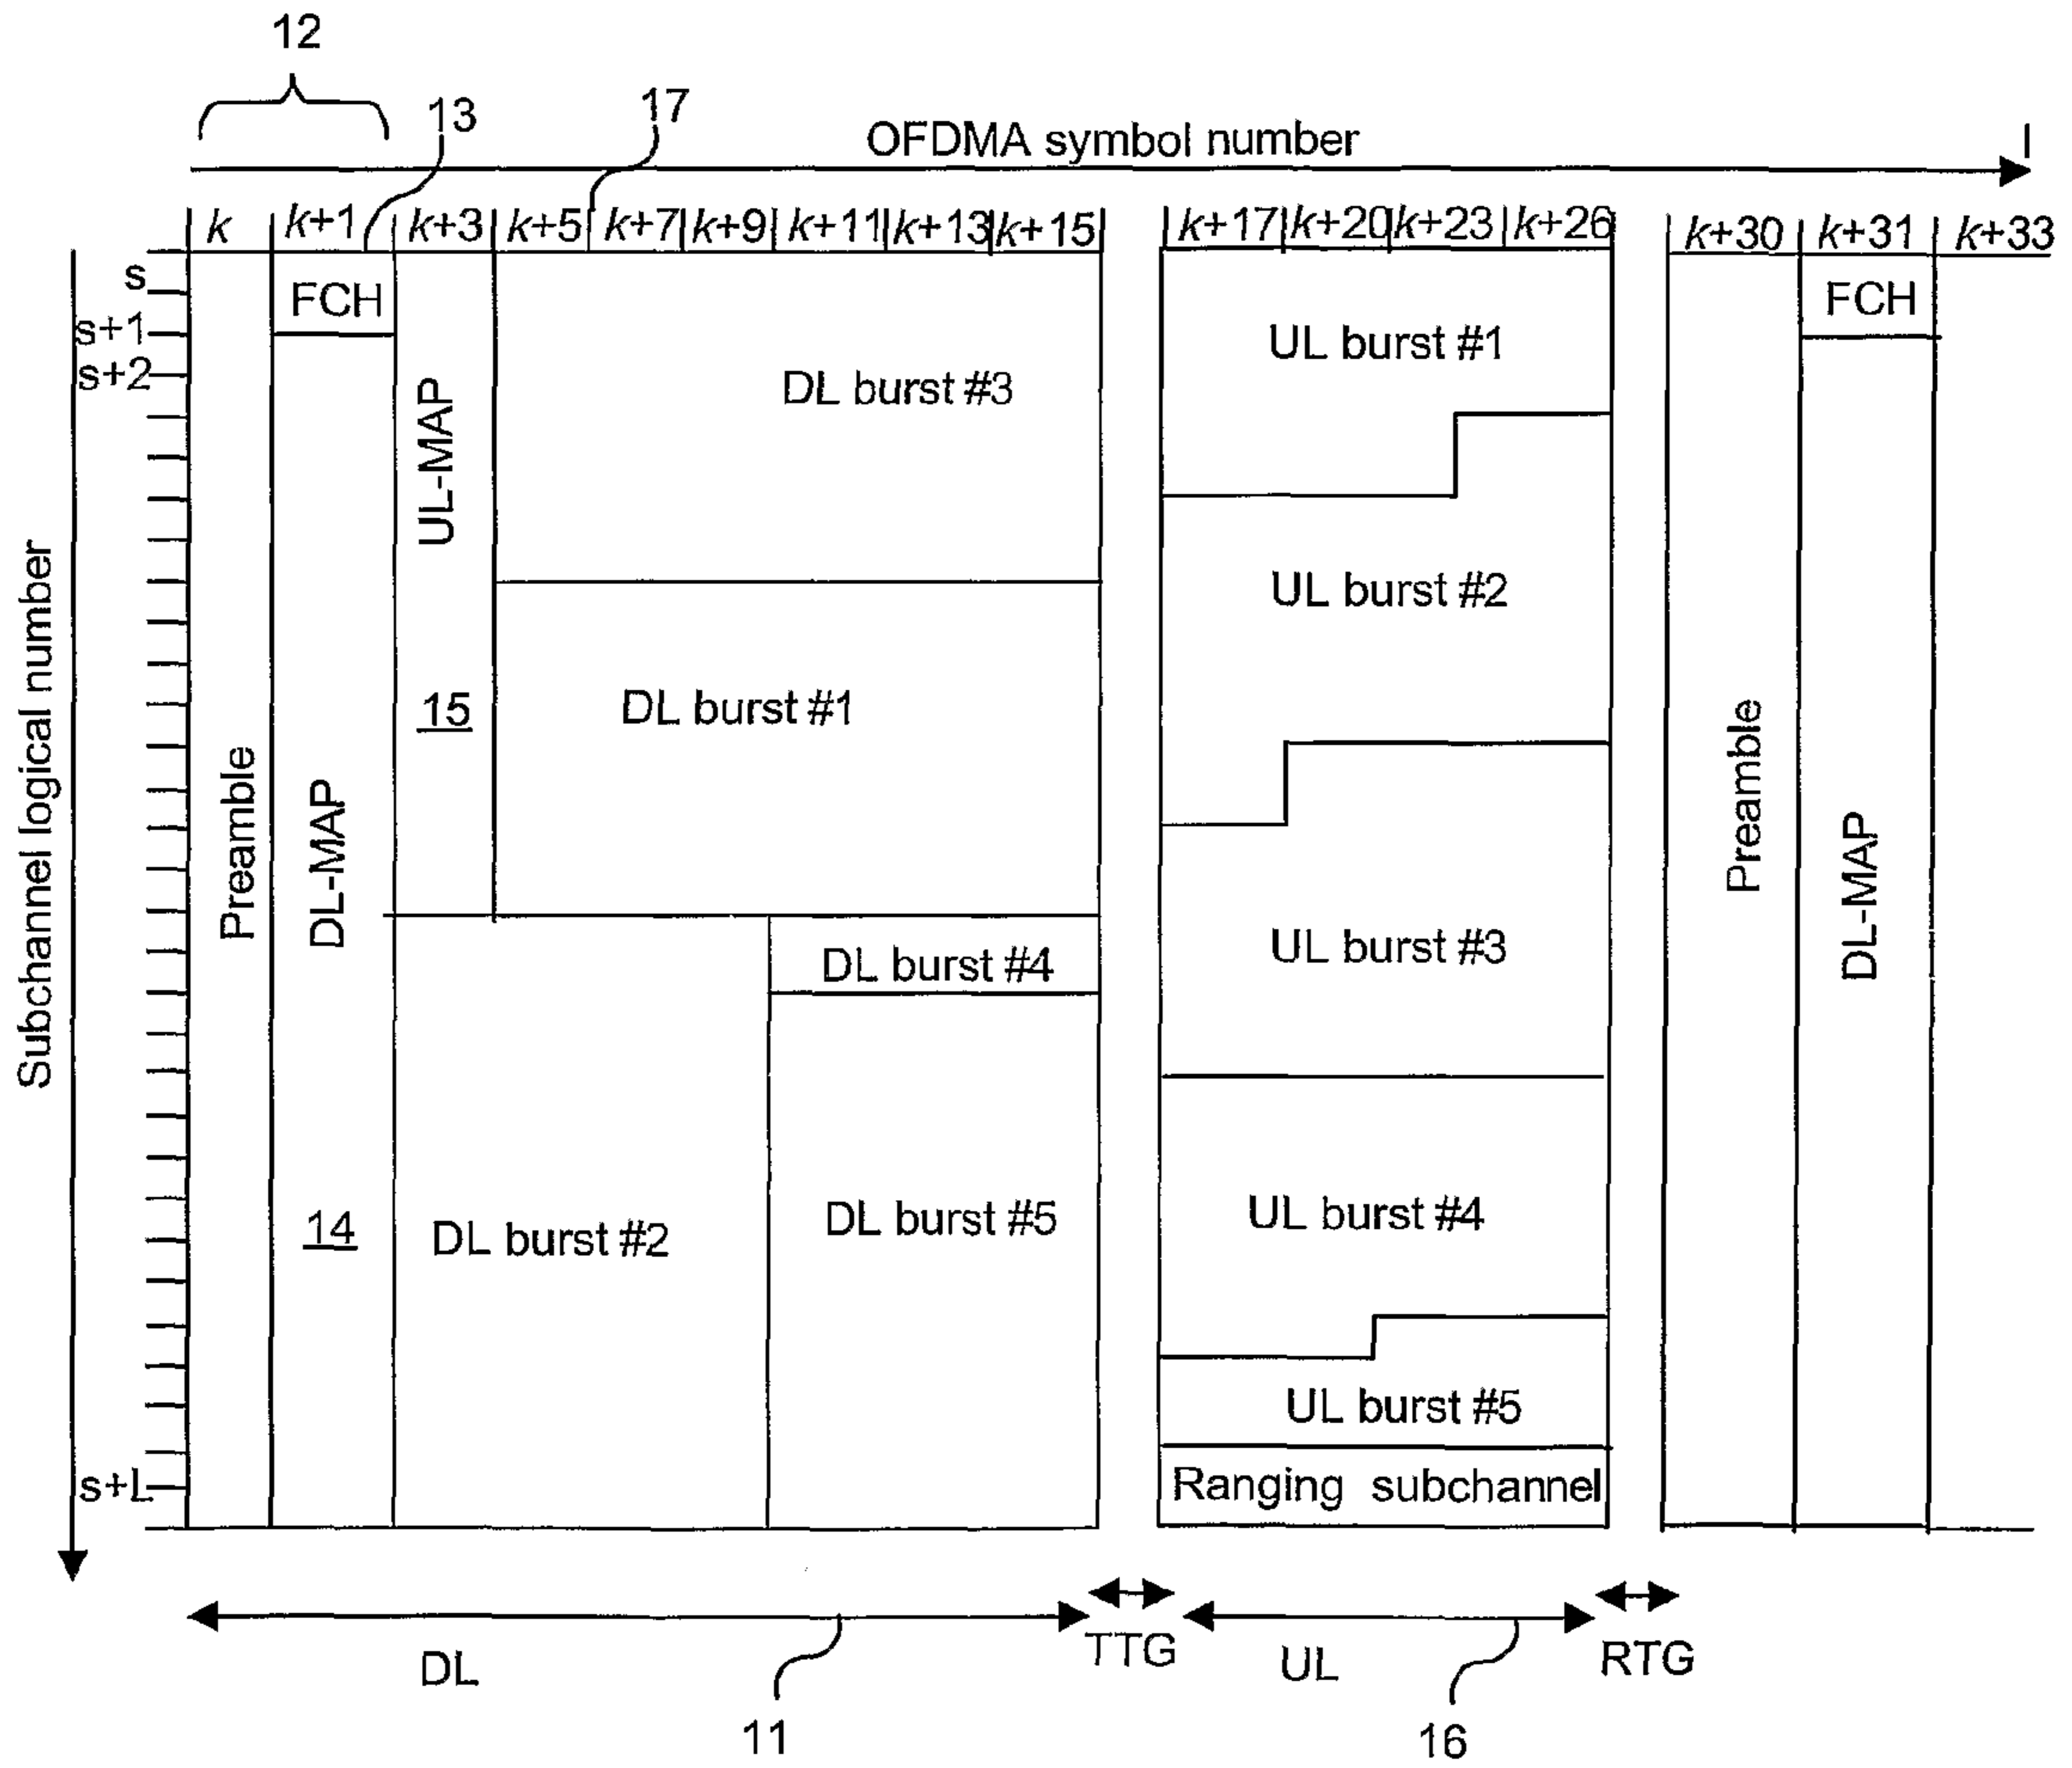 12
13
17
OFDMA symbol number
l
k
k+1
k+3
k+5
k+7
k+9
k+11
k+13
k+15
k+17
k+20
k+23
k+26
k+30
k+31
k+33
s
s+1
s+2
s+L
Subchannel logical number
Preamble
FCH
DL-MAP
14
UL-MAP
15
DL burst #3
DL burst #1
DL burst #4
DL burst #2
DL burst #5
UL burst #1
UL burst #2
UL burst #3
UL burst #4
UL burst #5
Ranging subchannel
Preamble
FCH
DL-MAP
DL
TTG
UL
RTG
11
16